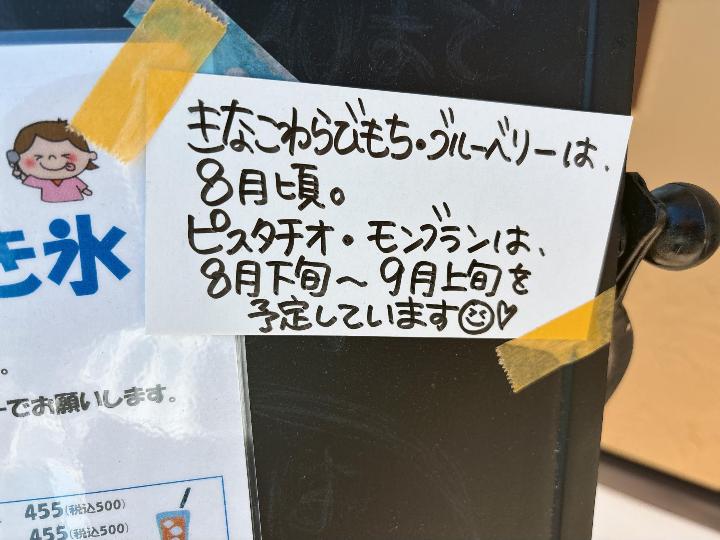 きなこわらびもち・ブルーベリーは、
8月頃。
ピスタチオ・モンブランは、
8月下旬～9月上旬を
予定しています
き氷
。
ーでお願いします。
455(税込500)
455(税込500)